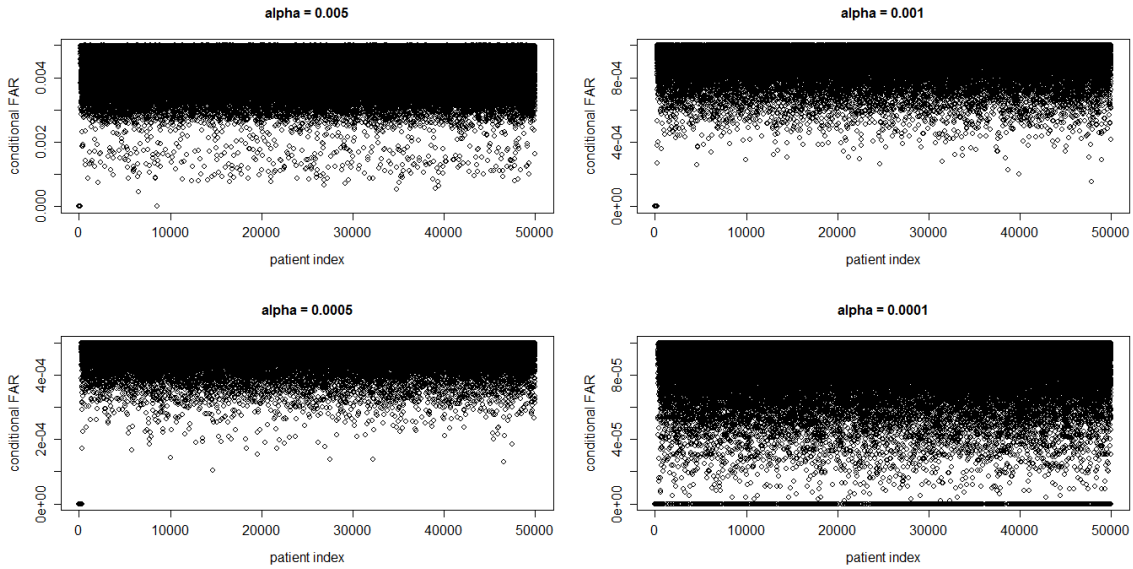 alpha = 0.005
conditional FAR
0.000 0.002 0.004
0 10000 20000 30000 40000 50000
patient index
alpha = 0.001
conditional FAR
0e+00 4e-04 8e-04
0 10000 20000 30000 40000 50000
patient index
alpha = 0.0005
conditional FAR
0e+00 2e-04 4e-04
0 10000 20000 30000 40000 50000
patient index
alpha = 0.0001
conditional FAR
0e+00 4e-05 8e-05
0 10000 20000 30000 40000 50000
patient index